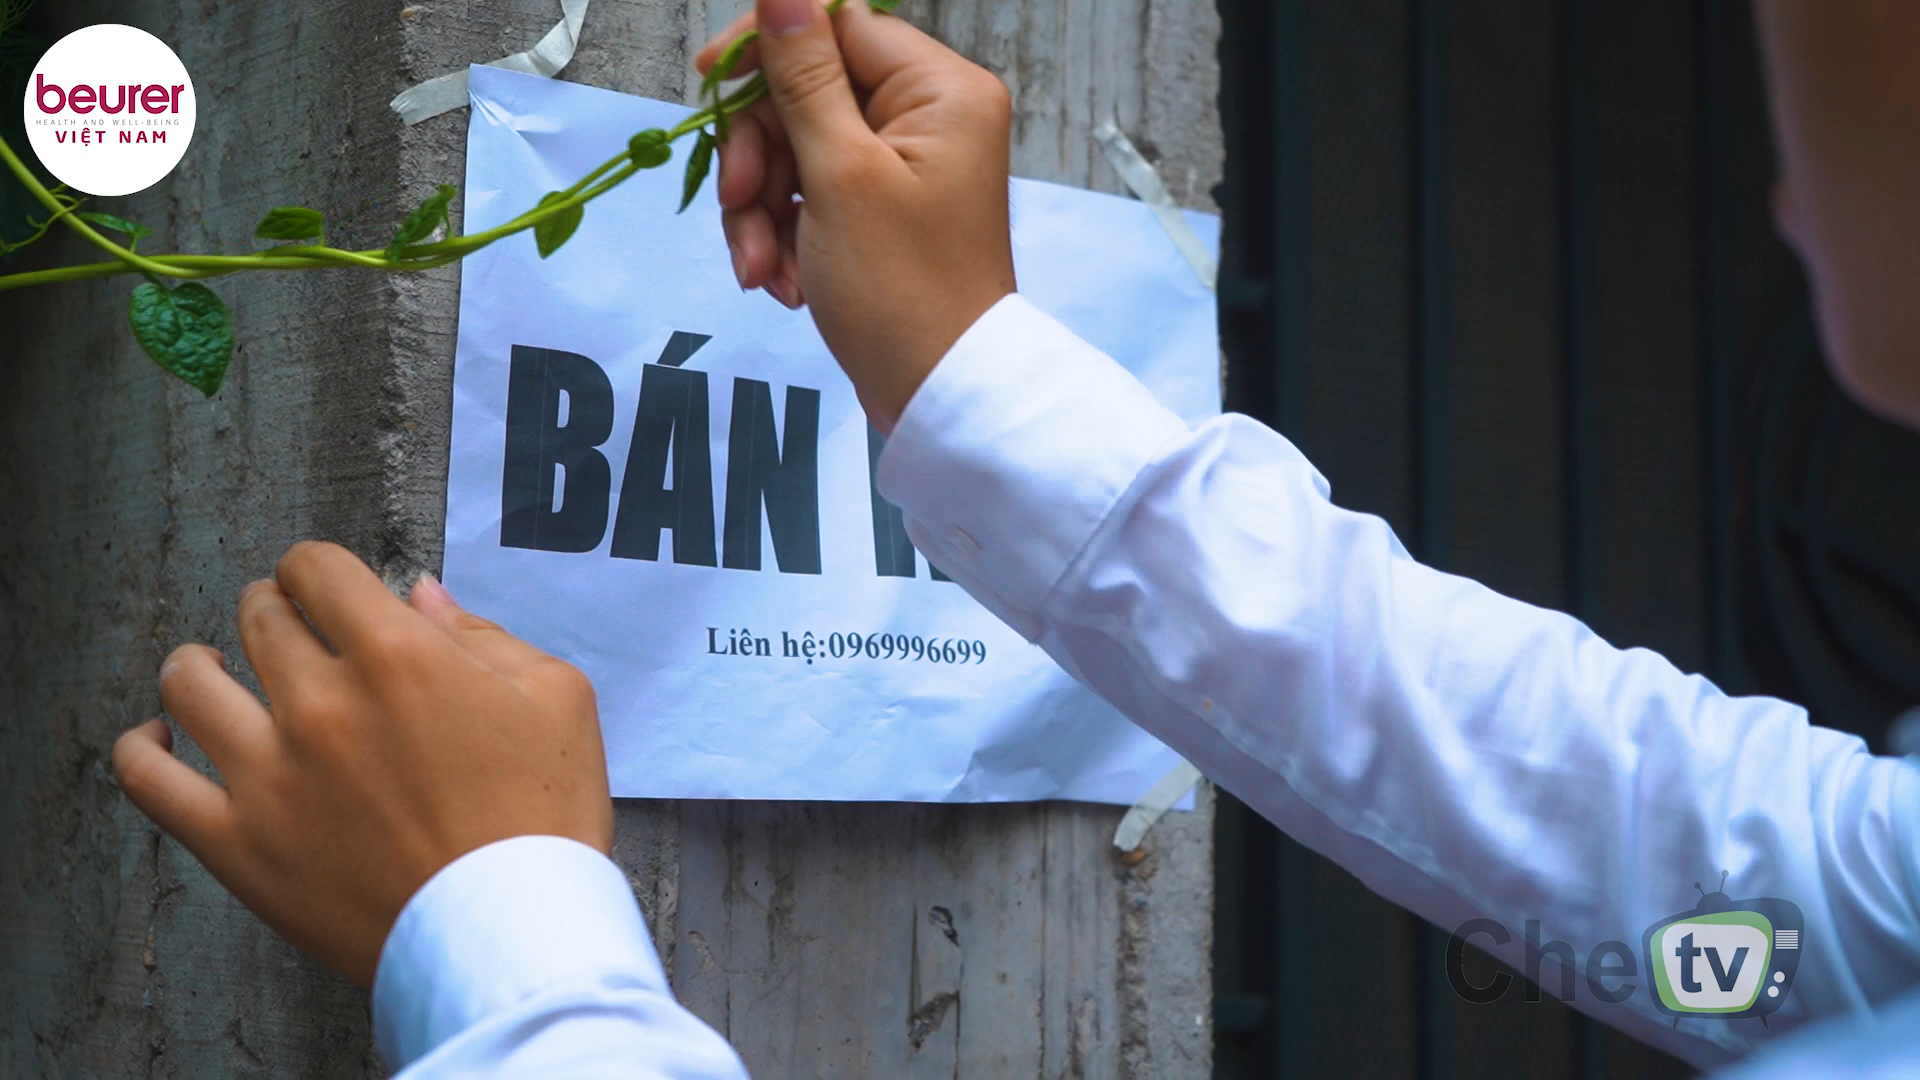 beurer
HEALTH AND WELL-BEING
VIỆT NAM
BÁN
Liên hệ:0969996699
Che tv